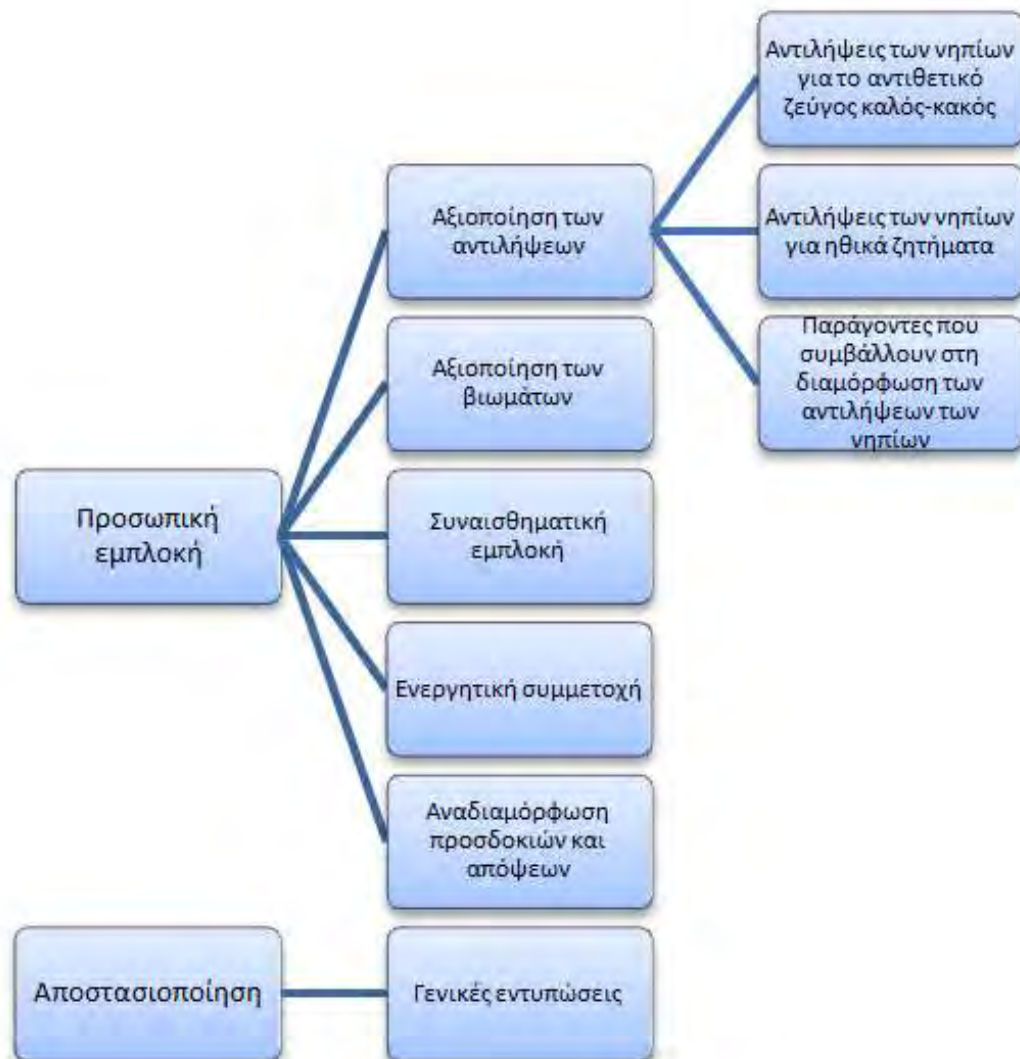 Αντιλήψεις των νηπίων
για το αντιθετικό
ζεύγος καλός-κακός
Αξιοποίηση των
αντιλήψεων
Αντιλήψεις των νηπίων
για ηθικά ζητήματα
Παράγοντες που
συμβάλλουν στη
διαμόρφωση των
αντιλήψεων των
νηπίων
Αξιοποίηση των
βιωμάτων
Προσωπική
εμπλοκή
Συναισθηματική
εμπλοκή
Ενεργητική συμμετοχή
Αναδιαμόρφωση
προσδοκιών και
απόψεων
Αποστασιοποίηση
Γενικές εντυπώσεις